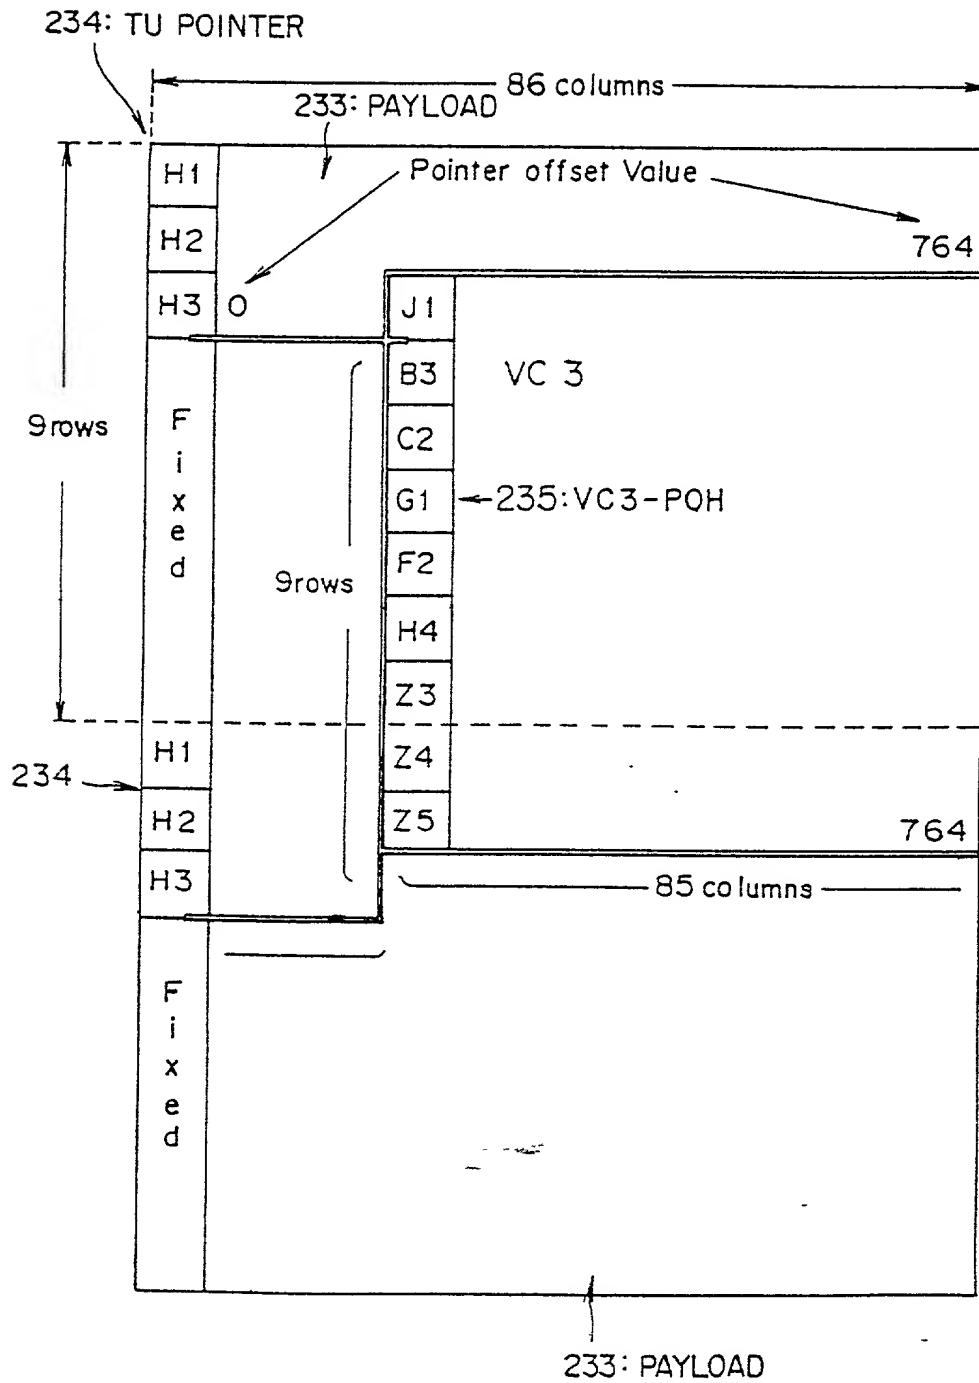 234: TU POINTER
86 columns
233: PAYLOAD
H1
Pointer offset Value
H2
764
H3
0
J1
B3
VC 3
Fixed
9rows
C2
G1
235:VC3-POH
F2
9rows
H4
Z3
H1
Z4
234
H2
Z5
764
H3
85 columns
Fixed
233: PAYLOAD